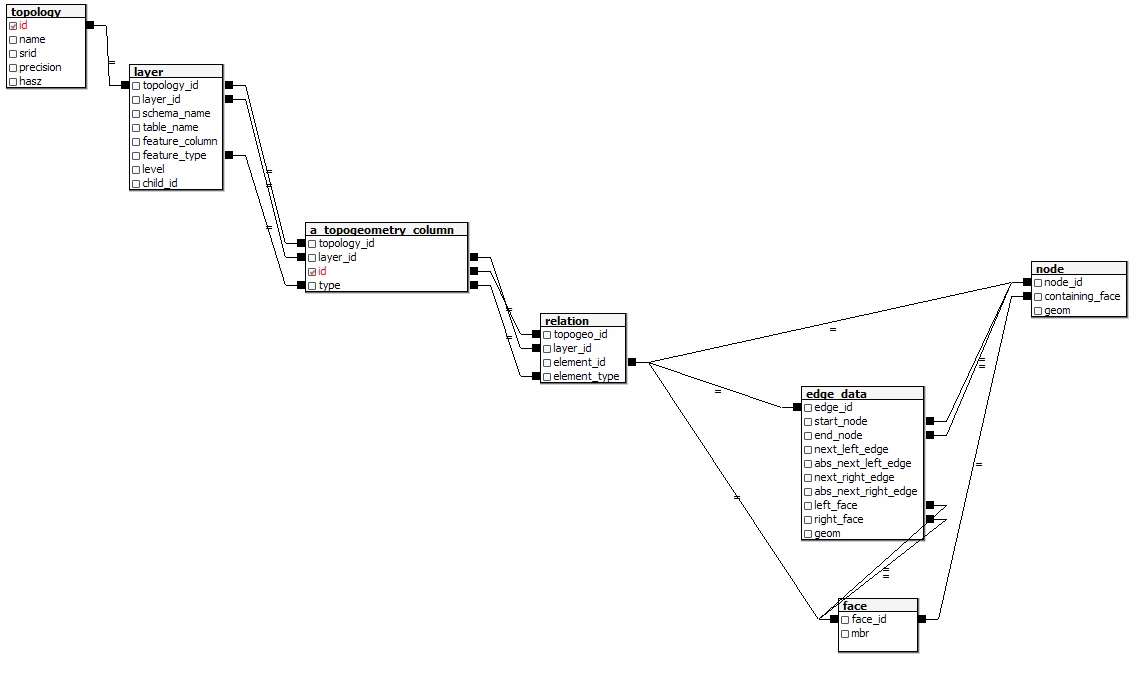 topology
id
name
srid
precision
hasz
layer
topology_id
layer_id
schema_name
table_name
feature_column
feature_type
level
child_id
a_topogeometry_column
topology_id
layer_id
id
type
relation
topogeo_id
layer_id
element_id
element_type
node
node_id
containing_face
geom
edge_data
edge_id
start_node
end_node
next_left_edge
abs_next_left_edge
next_right_edge
abs_next_right_edge
left_face
right_face
geom
face
face_id
mbr